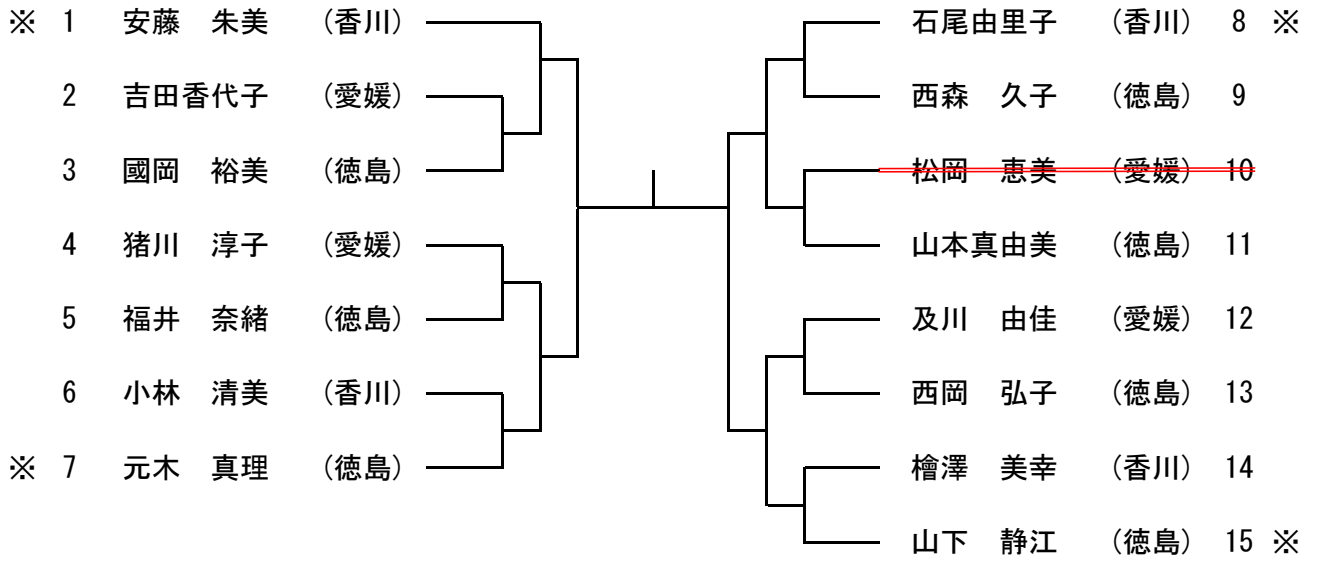 ※ 1 安藤　朱美 （香川）
2 吉田香代子 （愛媛）
3 國岡　裕美 （徳島）
4 猪川　淳子 （愛媛）
5 福井　奈緒 （徳島）
6 小林　清美 （香川）
※ 7 元木　真理 （徳島）
石尾由里子 （香川） 8 ※
西森　久子 （徳島） 9
松岡　恵美 （愛媛） 10
山本真由美 （徳島） 11
及川　由佳 （愛媛） 12
西岡　弘子 （徳島） 13
檜澤　美幸 （香川） 14
山下　静江 （徳島） 15 ※